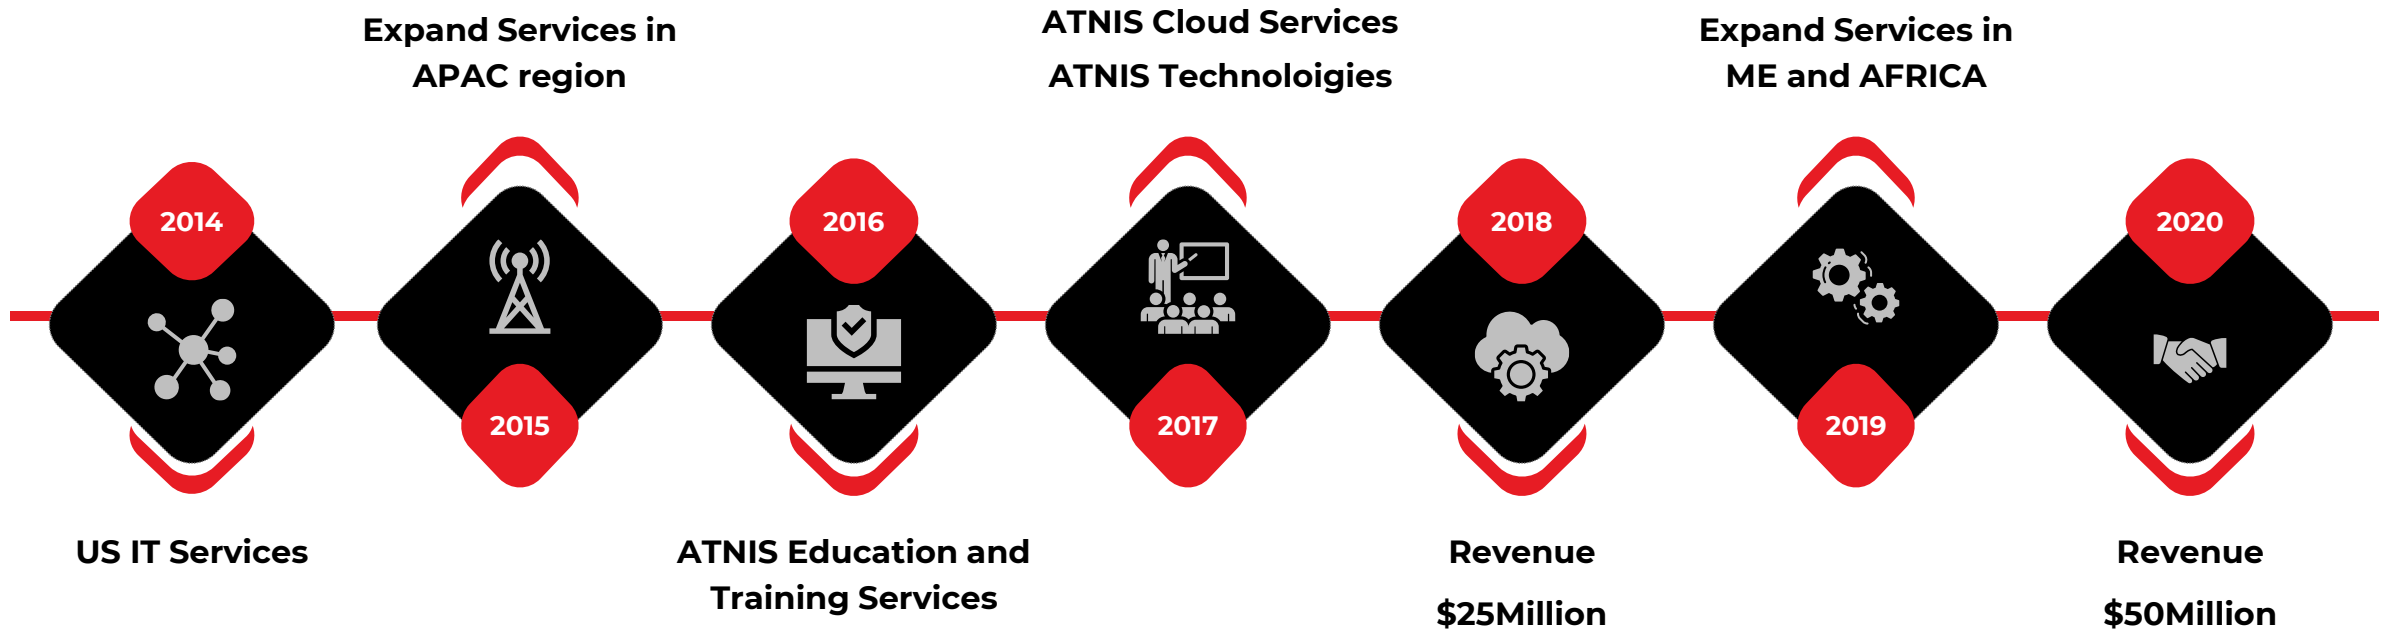 2014
US IT Services
Expand Services in
APAC region
2015
2016
ATNIS Education and
Training Services
ATNIS Cloud Services
ATNIS Technoloigies
2017
2018
Revenue
$25Million
Expand Services in
ME and AFRICA
2019
2020
Revenue
$50Million